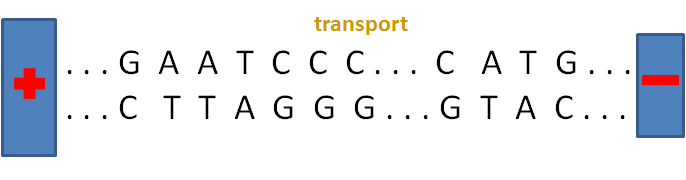 transport
+ ...GAATCCC...CATG... −
...CTTAGGG...GTAC...